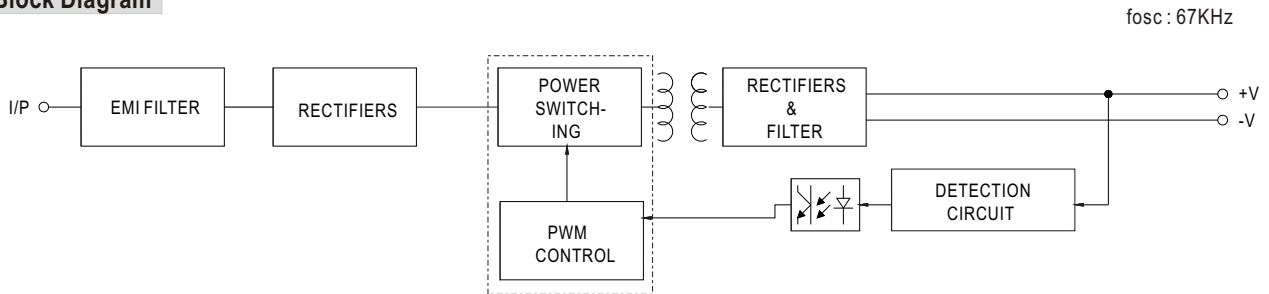 Block Diagram
fosc : 67KHz
I/P
EMI FILTER
RECTIFIERS
POWER
SWITCH-
ING
RECTIFIERS
&
FILTER
+V
-V
DETECTION
CIRCUIT
PWM
CONTROL